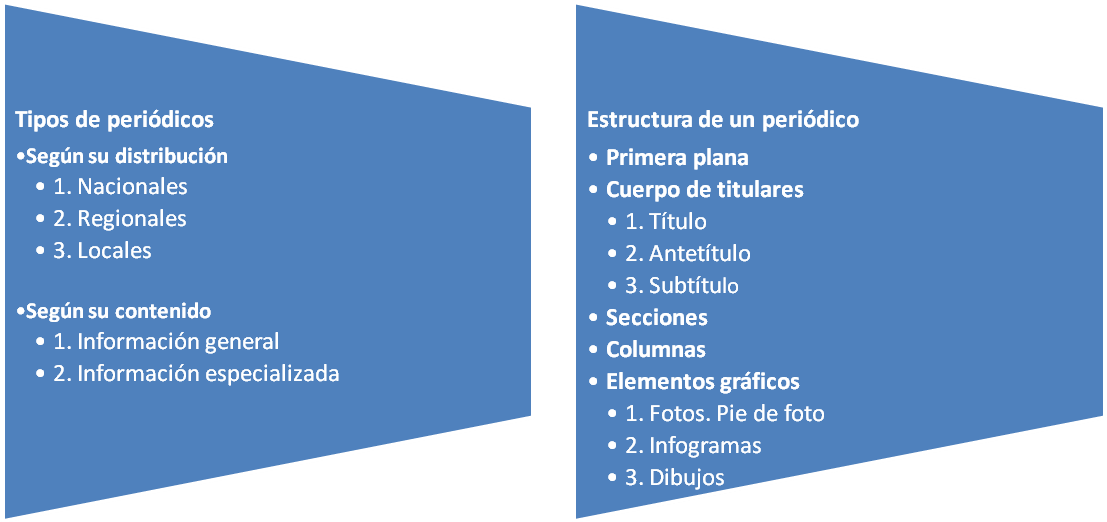 Tipos de periódicos
•Según su distribución
• 1. Nacionales
• 2. Regionales
• 3. Locales
•Según su contenido
• 1. Información general
• 2. Información especializada
Estructura de un periódico
• Primera plana
• Cuerpo de titulares
• 1. Título
• 2. Antetítulo
• 3. Subtítulo
• Secciones
• Columnas
• Elementos gráficos
• 1. Fotos. Pie de foto
• 2. Infogramas
• 3. Dibujos